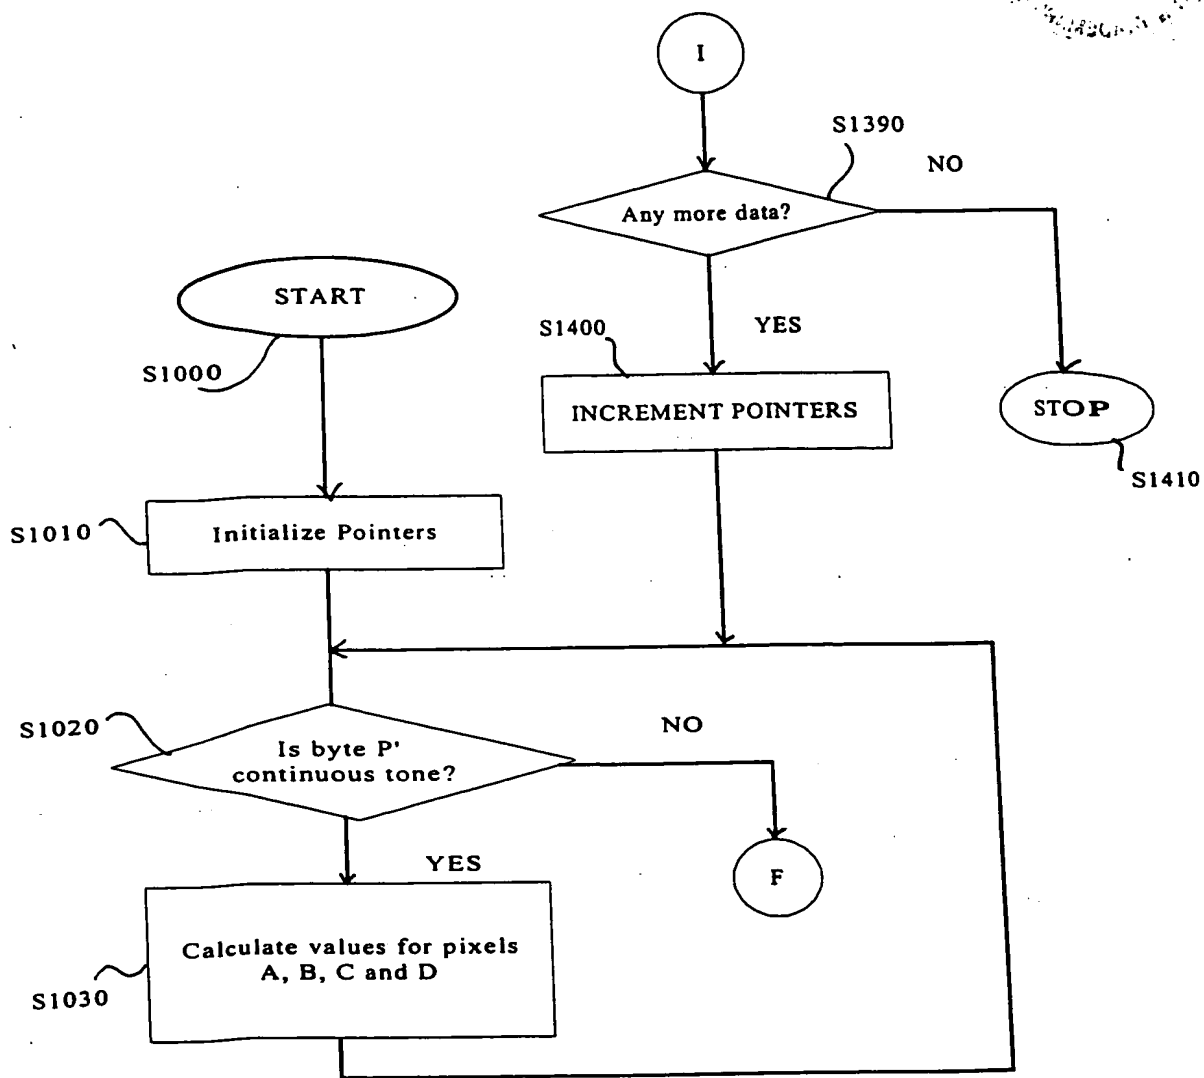 I
S1390
NO
Any more data?
START
S1000
S1400
YES
INCREMENT POINTERS
STOP
S1410
S1010
Initialize Pointers
S1020
NO
Is byte P'
continuous tone?
YES
F
Calculate values for pixels
A, B, C and D
S1030